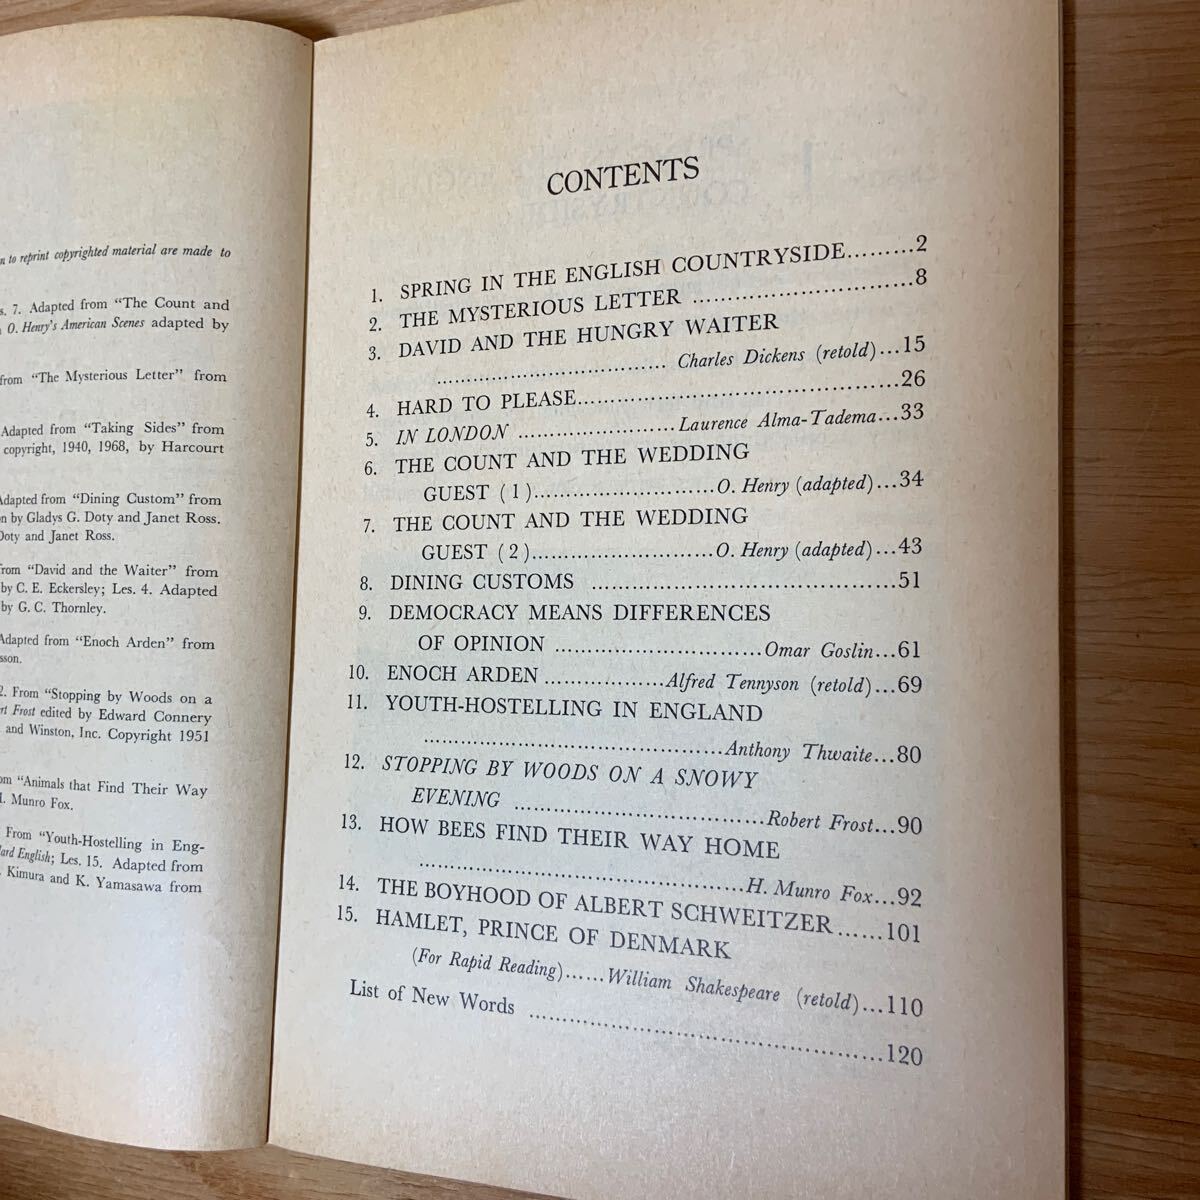 n to reprint copyrighted material are made to
s. 7. Adapted from “The Count and
O. Henry's American Scenes adapted by
from “The Mysterious Letter” from
Adapted from “Taking Sides” from
copyright, 1940, 1968, by Harcourt
Adapted from “Dining Custom” from
on by Gladys G. Doty and Janet Ross.
Doty and Janet Ross.
from “David and the Waiter” from
by C. E. Eckersley; Les. 4. Adapted
by G. C. Thornley.
Adapted from “Enoch Arden” from
sson.
2. From “Stopping by Woods on a
rt Frost edited by Edward Connery
and Winston, Inc. Copyright 1951
om “Animals that Find Their Way
H. Munro Fox.
From “Youth-Hostelling in Eng-
dard English; Les. 15. Adapted from
. Kimura and K. Yamasawa from
CONTENTS
1. SPRING IN THE ENGLISH COUNTRYSIDE.........2
2. THE MYSTERIOUS LETTER ..............................8
3. DAVID AND THE HUNGRY WAITER
....................................... Charles Dickens (retold)...15
4. HARD TO PLEASE.............................................26
5. IN LONDON .........................Laurence Alma-Tadema...33
6. THE COUNT AND THE WEDDING
GUEST (1)..............................O. Henry (adapted)...34
7. THE COUNT AND THE WEDDING
GUEST (2)..............................O. Henry (adapted)...43
8. DINING CUSTOMS ..........................................51
9. DEMOCRACY MEANS DIFFERENCES
OF OPINION ..................................Omar Goslin...61
10. ENOCH ARDEN ....................Alfred Tennyson (retold)...69
11. YOUTH-HOSTELLING IN ENGLAND
..........................................Anthony Thwaite...80
12. STOPPING BY WOODS ON A SNOWY
EVENING ....................................Robert Frost...90
13. HOW BEES FIND THEIR WAY HOME
..............................................H. Munro Fox...92
14. THE BOYHOOD OF ALBERT SCHWEITZER......101
15. HAMLET, PRINCE OF DENMARK
(For Rapid Reading)......William Shakespeare (retold)...110
List of New Words ................................................120